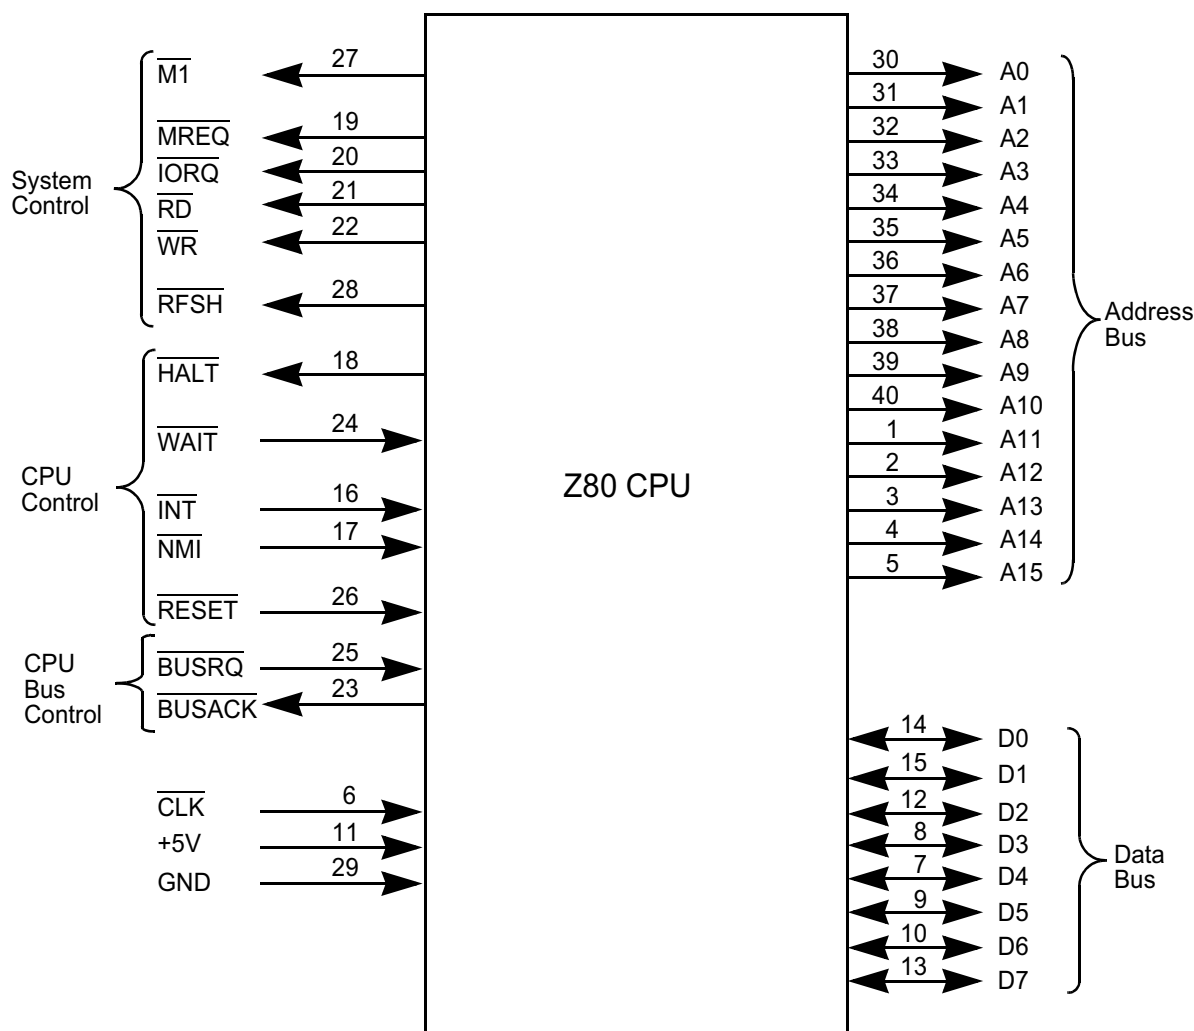 System
Control
M1 27
MREQ 19
IORQ 20
RD 21
WR 22
RFSH 28
CPU
Control
HALT 18
WAIT 24
INT 16
NMI 17
RESET 26
CPU
Bus
Control
BUSRQ 25
BUSACK 23
CLK 6
+5V 11
GND 29
Z80 CPU
30 A0
31 A1
32 A2
33 A3
34 A4
35 A5
36 A6
37 A7
38 A8
39 A9
40 A10
1 A11
2 A12
3 A13
4 A14
5 A15
Address
Bus
14 D0
15 D1
12 D2
8 D3
7 D4
9 D5
10 D6
13 D7
Data
Bus